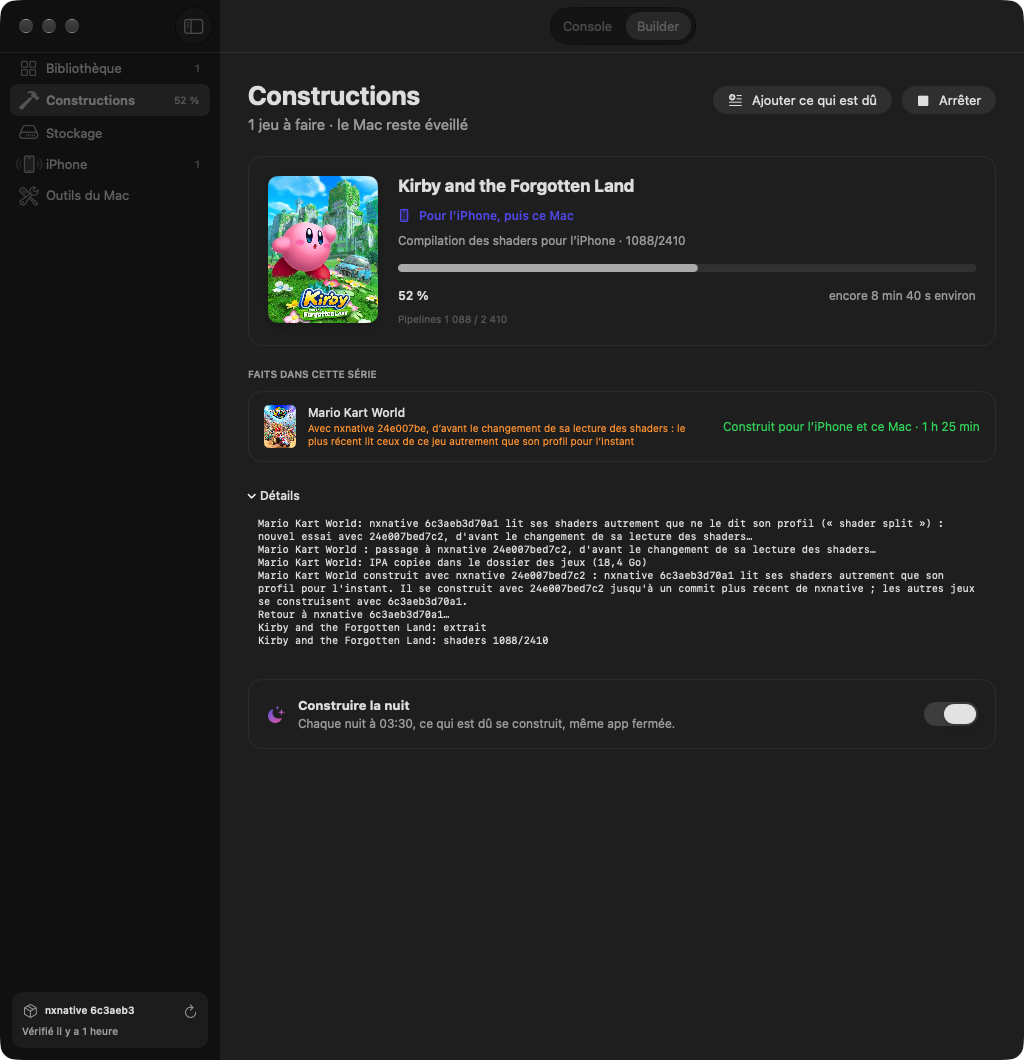 Console
Builder
Bibliothèque
1
Constructions
52 %
Stockage
iPhone
1
Outils du Mac
Constructions
1 jeu à faire · le Mac reste éveillé
Ajouter ce qui est dû
Arrêter
Kirby and the Forgotten Land
Pour l’iPhone, puis ce Mac
Compilation des shaders pour l’iPhone · 1088/2410
52 %
encore 8 min 40 s environ
Pipelines 1 088 / 2 410
Kirby
and the
Forgotten Land
FAITS DANS CETTE SÉRIE
Mario Kart World
Avec nxnative 24e007be, d’avant le changement de sa lecture des shaders : le
plus récent lit ceux de ce jeu autrement que son profil pour l’instant
Construit pour l’iPhone et ce Mac · 1 h 25 min
Détails
Mario Kart World: nxnative 6c3aeb3d70a1 lit ses shaders autrement que ne le dit son profil (« shader split ») :
nouvel essai avec 24e007bed7c2, d'avant le changement de sa lecture des shaders…
Mario Kart World : passage à nxnative 24e007bed7c2, d'avant le changement de sa lecture des shaders…
Mario Kart World: IPA copiée dans le dossier des jeux (18,4 Go)
Mario Kart World construit avec nxnative 24e007bed7c2 : nxnative 6c3aeb3d70a1 lit ses shaders autrement que son
profil pour l'instant. Il se construit avec 24e007bed7c2 jusqu'à un commit plus récent de nxnative ; les autres jeux
se construisent avec 6c3aeb3d70a1.
Retour à nxnative 6c3aeb3d70a1…
Kirby and the Forgotten Land: extrait
Kirby and the Forgotten Land: shaders 1088/2410
Construire la nuit
Chaque nuit à 03:30, ce qui est dû se construit, même app fermée.
nxnative 6c3aeb3
Vérifié il y a 1 heure